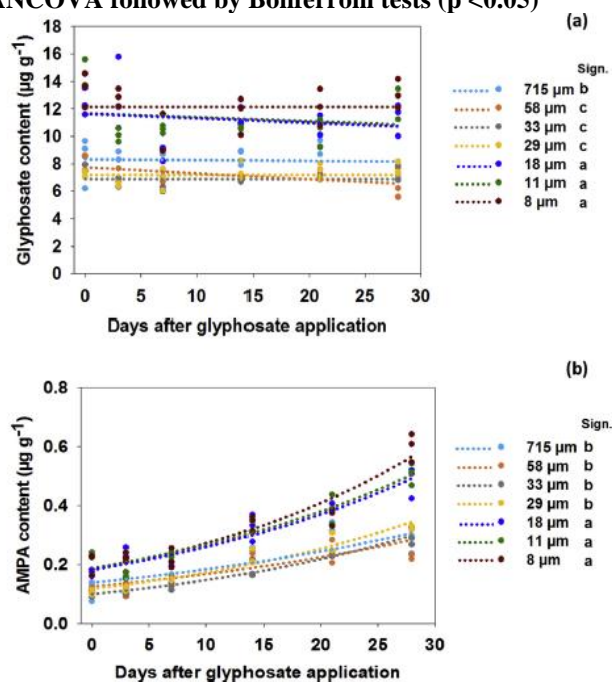 ANCOVA followed by Bonferroni tests (p <0.05)
(a)
Sign.
715 µm b
58 µm c
33 µm c
29 µm c
18 µm a
11 µm a
8 µm a
Glyphosate content (µg g-1)
18
16
14
12
10
8
6
4
2
0
0 5 10 15 20 25 30
Days after glyphosate application
(b)
Sign.
715 µm b
58 µm b
33 µm b
29 µm b
18 µm a
11 µm a
8 µm a
AMPA content (µg g-1)
0.8
0.6
0.4
0.2
0.0
0 5 10 15 20 25 30
Days after glyphosate application